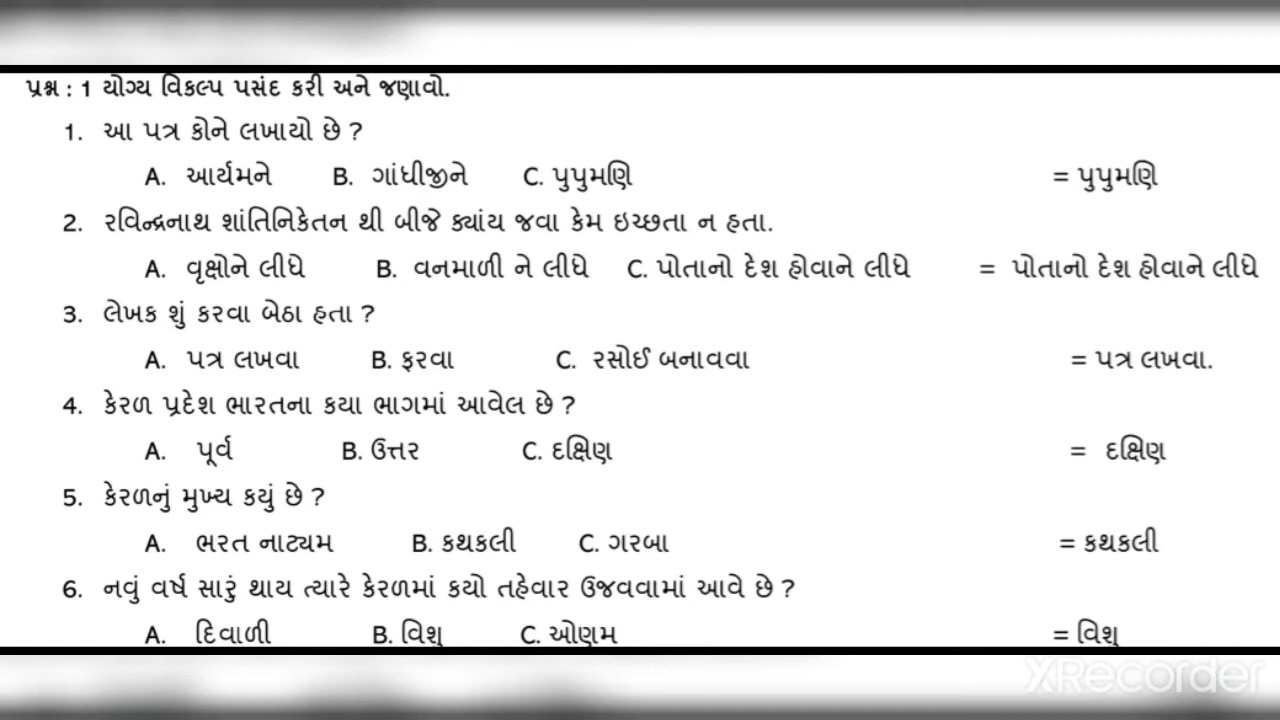 પ્રશ્ન : 1 યોગ્ય વિકલ્પ પસંદ કરી અને જણાવો.
1. આ પત્ર કોને લખાયો છે ?
A. આર્યમને B. ગાંધીજીને C. પુપુમણિ = પુપુમણિ
2. રવિન્દ્રનાથ શાંતિનિકેતન થી બીજે ક્યાંય જવા કેમ ઇચ્છતા ન હતા.
A. વૃક્ષોને લીધે B. વનમાળી ને લીધે C. પોતાનો દેશ હોવાને લીધે = પોતાનો દેશ હોવાને લીધે
3. લેખક શું કરવા બેઠા હતા ?
A. પત્ર લખવા B. ફરવા C. રસોઈ બનાવવા = પત્ર લખવા.
4. કેરળ પ્રદેશ ભારતના કયા ભાગમાં આવેલ છે ?
A. પૂર્વ B. ઉત્તર C. દક્ષિણ = દક્ષિણ
5. કેરળનું મુખ્ય કયું છે ?
A. ભરત નાટ્યમ B. કથકલી C. ગરબા = કથકલી
6. નવું વર્ષ સારું થાય ત્યારે કેરળમાં કયો તહેવાર ઉજવવામાં આવે છે ?
A. દિવાળી B. વિશુ C. ઓણમ = વિશુ
XRecorder